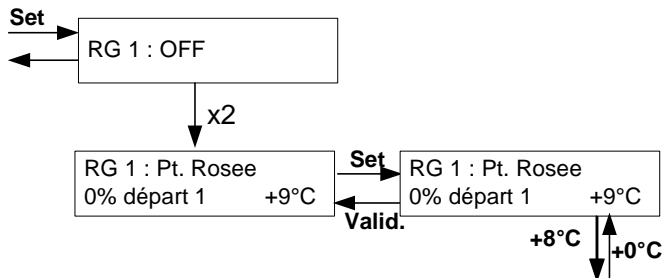 Set
RG 1 : OFF
x2
RG 1 : Pt. Rosee
0% départ 1 +9°C
Set
Valid.
RG 1 : Pt. Rosee
0% départ 1 +9°C
+8°C
+0°C